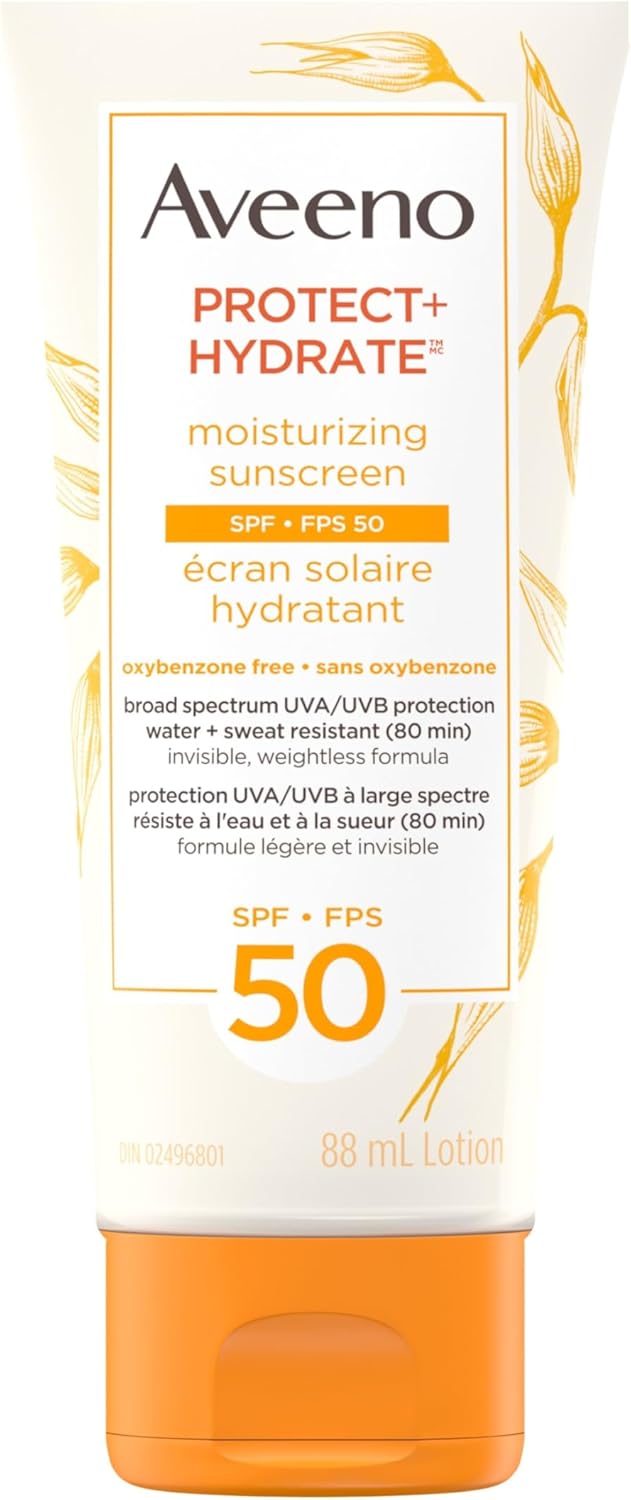 Aveeno
PROTECT+
HYDRATE™ MC
moisturizing
sunscreen
SPF • FPS 50
écran solaire
hydratant
oxybenzone free • sans oxybenzone
broad spectrum UVA/UVB protection
water + sweat resistant (80 min)
invisible, weightless formula
protection UVA/UVB à large spectre
résiste à l'eau et à la sueur (80 min)
formule légère et invisible
SPF • FPS
50
DIN 02496801 88 mL Lotion